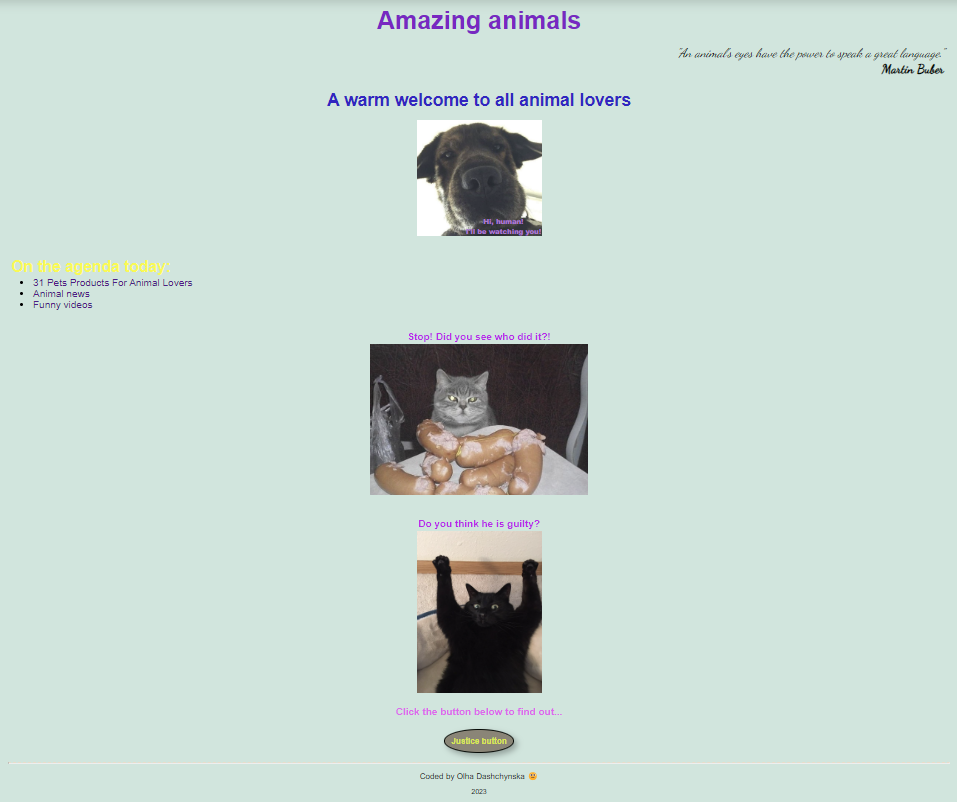 Amazing animals
"An animal's eyes have the power to speak a great language."
Martin Buber
A warm welcome to all animal lovers
Hi, human!
I'll be watching you!
On the agenda today:
31 Pets Products For Animal Lovers
Animal news
Funny videos
Stop! Did you see who did it?!
Do you think he is guilty?
Click the button below to find out...
Justice button
Coded by Olha Dashchynska 🙂
2023